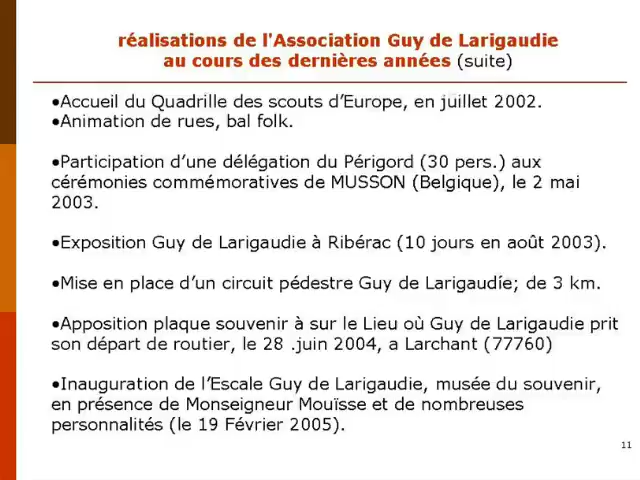 réalisations de l'Association Guy de Larigaudie
au cours des dernières années (suite)
•Accueil du Quadrille des scouts d’Europe, en juillet 2002.
•Animation de rues, bal folk.
•Participation d’une délégation du Périgord (30 pers.) aux
cérémonies commémoratives de MUSSON (Belgique), le 2 mai
2003.
•Exposition Guy de Larigaudie à Ribérac (10 jours en août 2003).
•Mise en place d’un circuit pédestre Guy de Larigaudíe; de 3 km.
•Apposition plaque souvenir à sur le Lieu où Guy de Larigaudie prit
son départ de routier, le 28 .juin 2004, a Larchant (77760)
•Inauguration de l’Escale Guy de Larigaudie, musée du souvenir,
en présence de Monseigneur Mouïsse et de nombreuses
personnalités (le 19 Février 2005).
11